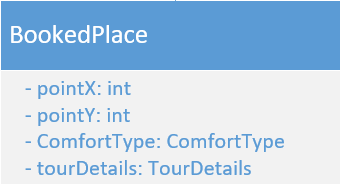 BookedPlace
- pointX: int
- pointY: int
- ComfortType: ComfortType
- tourDetails: TourDetails